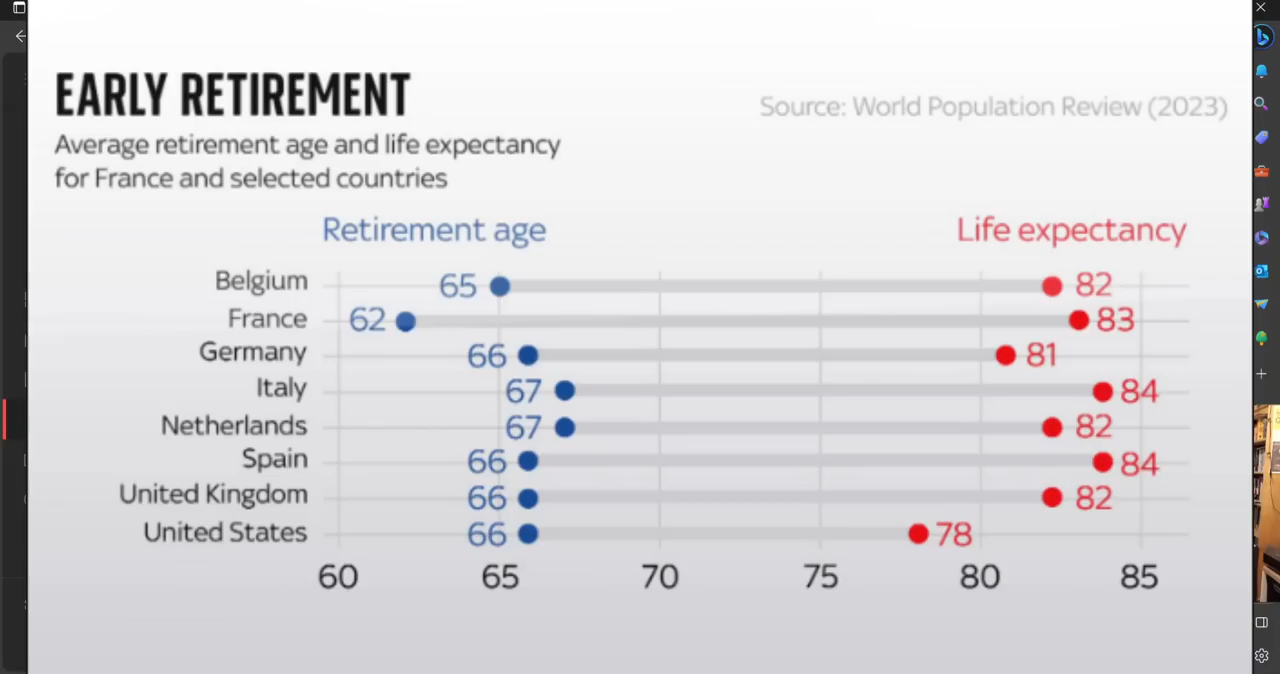 EARLY RETIREMENT
Source: World Population Review (2023)
Average retirement age and life expectancy
for France and selected countries
Retirement age
Life expectancy
Belgium 65 82
France 62 83
Germany 66 81
Italy 67 84
Netherlands 67 82
Spain 66 84
United Kingdom 66 82
United States 66 78
60 65 70 75 80 85